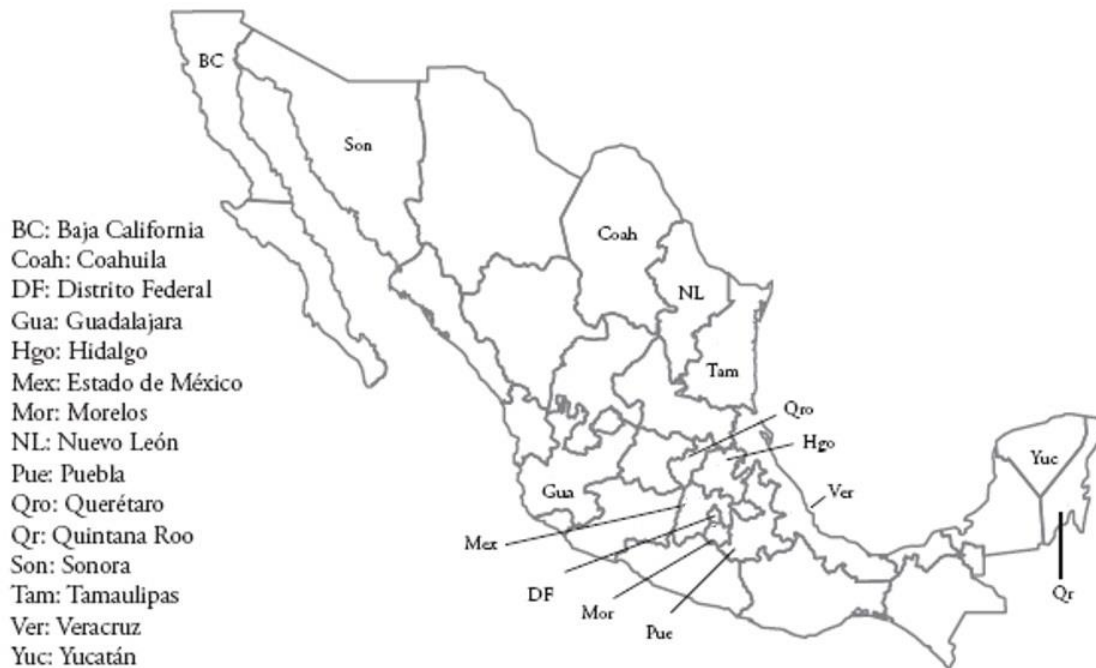 BC
Son
Coah
NL
Tam
Qro
Hgo
Gua
Yuc
Ver
Mex
DF
Mor
Pue
Qr
BC: Baja California
Coah: Coahuila
DF: Distrito Federal
Gua: Guadalajara
Hgo: Hidalgo
Mex: Estado de México
Mor: Morelos
NL: Nuevo León
Pue: Puebla
Qro: Querétaro
Qr: Quintana Roo
Son: Sonora
Tam: Tamaulipas
Ver: Veracruz
Yuc: Yucatán